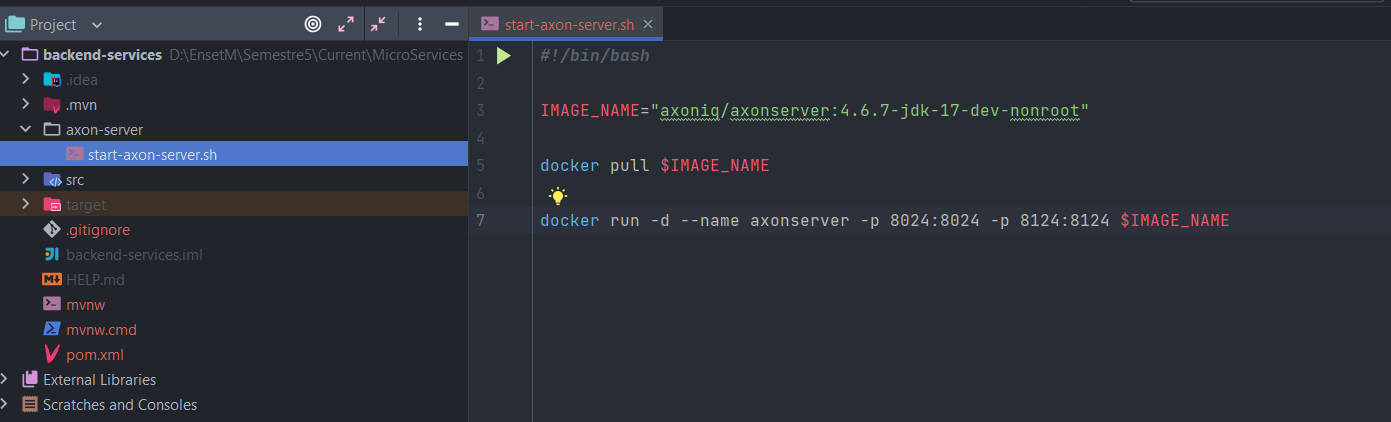 Project
backend-services D:\EnsetM\Semestre5\Current\MicroServices
.idea
.mvn
axon-server
start-axon-server.sh
src
target
.gitignore
backend-services.iml
HELP.md
mvnw
mvnw.cmd
pom.xml
External Libraries
Scratches and Consoles
start-axon-server.sh
1 #!/bin/bash
2
3 IMAGE_NAME="axoniq/axonserver:4.6.7-jdk-17-dev-nonroot"
4
5 docker pull $IMAGE_NAME
6
7 docker run -d --name axonserver -p 8024:8024 -p 8124:8124 $IMAGE_NAME